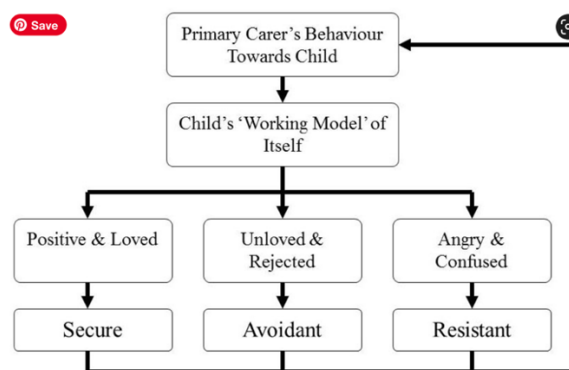 Save
Primary Carer's Behaviour
Towards Child
Child's 'Working Model' of
Itself
Positive & Loved
Unloved &
Rejected
Angry &
Confused
Secure
Avoidant
Resistant